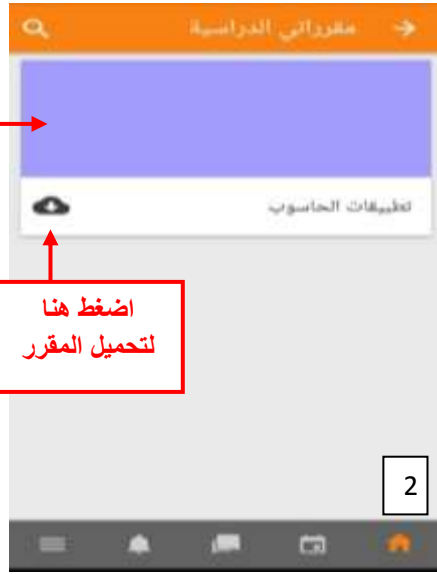 مقرراتي الدراسية
تطبيقات الحاسوب
اضغط هنا
لتحميل المقرر
2